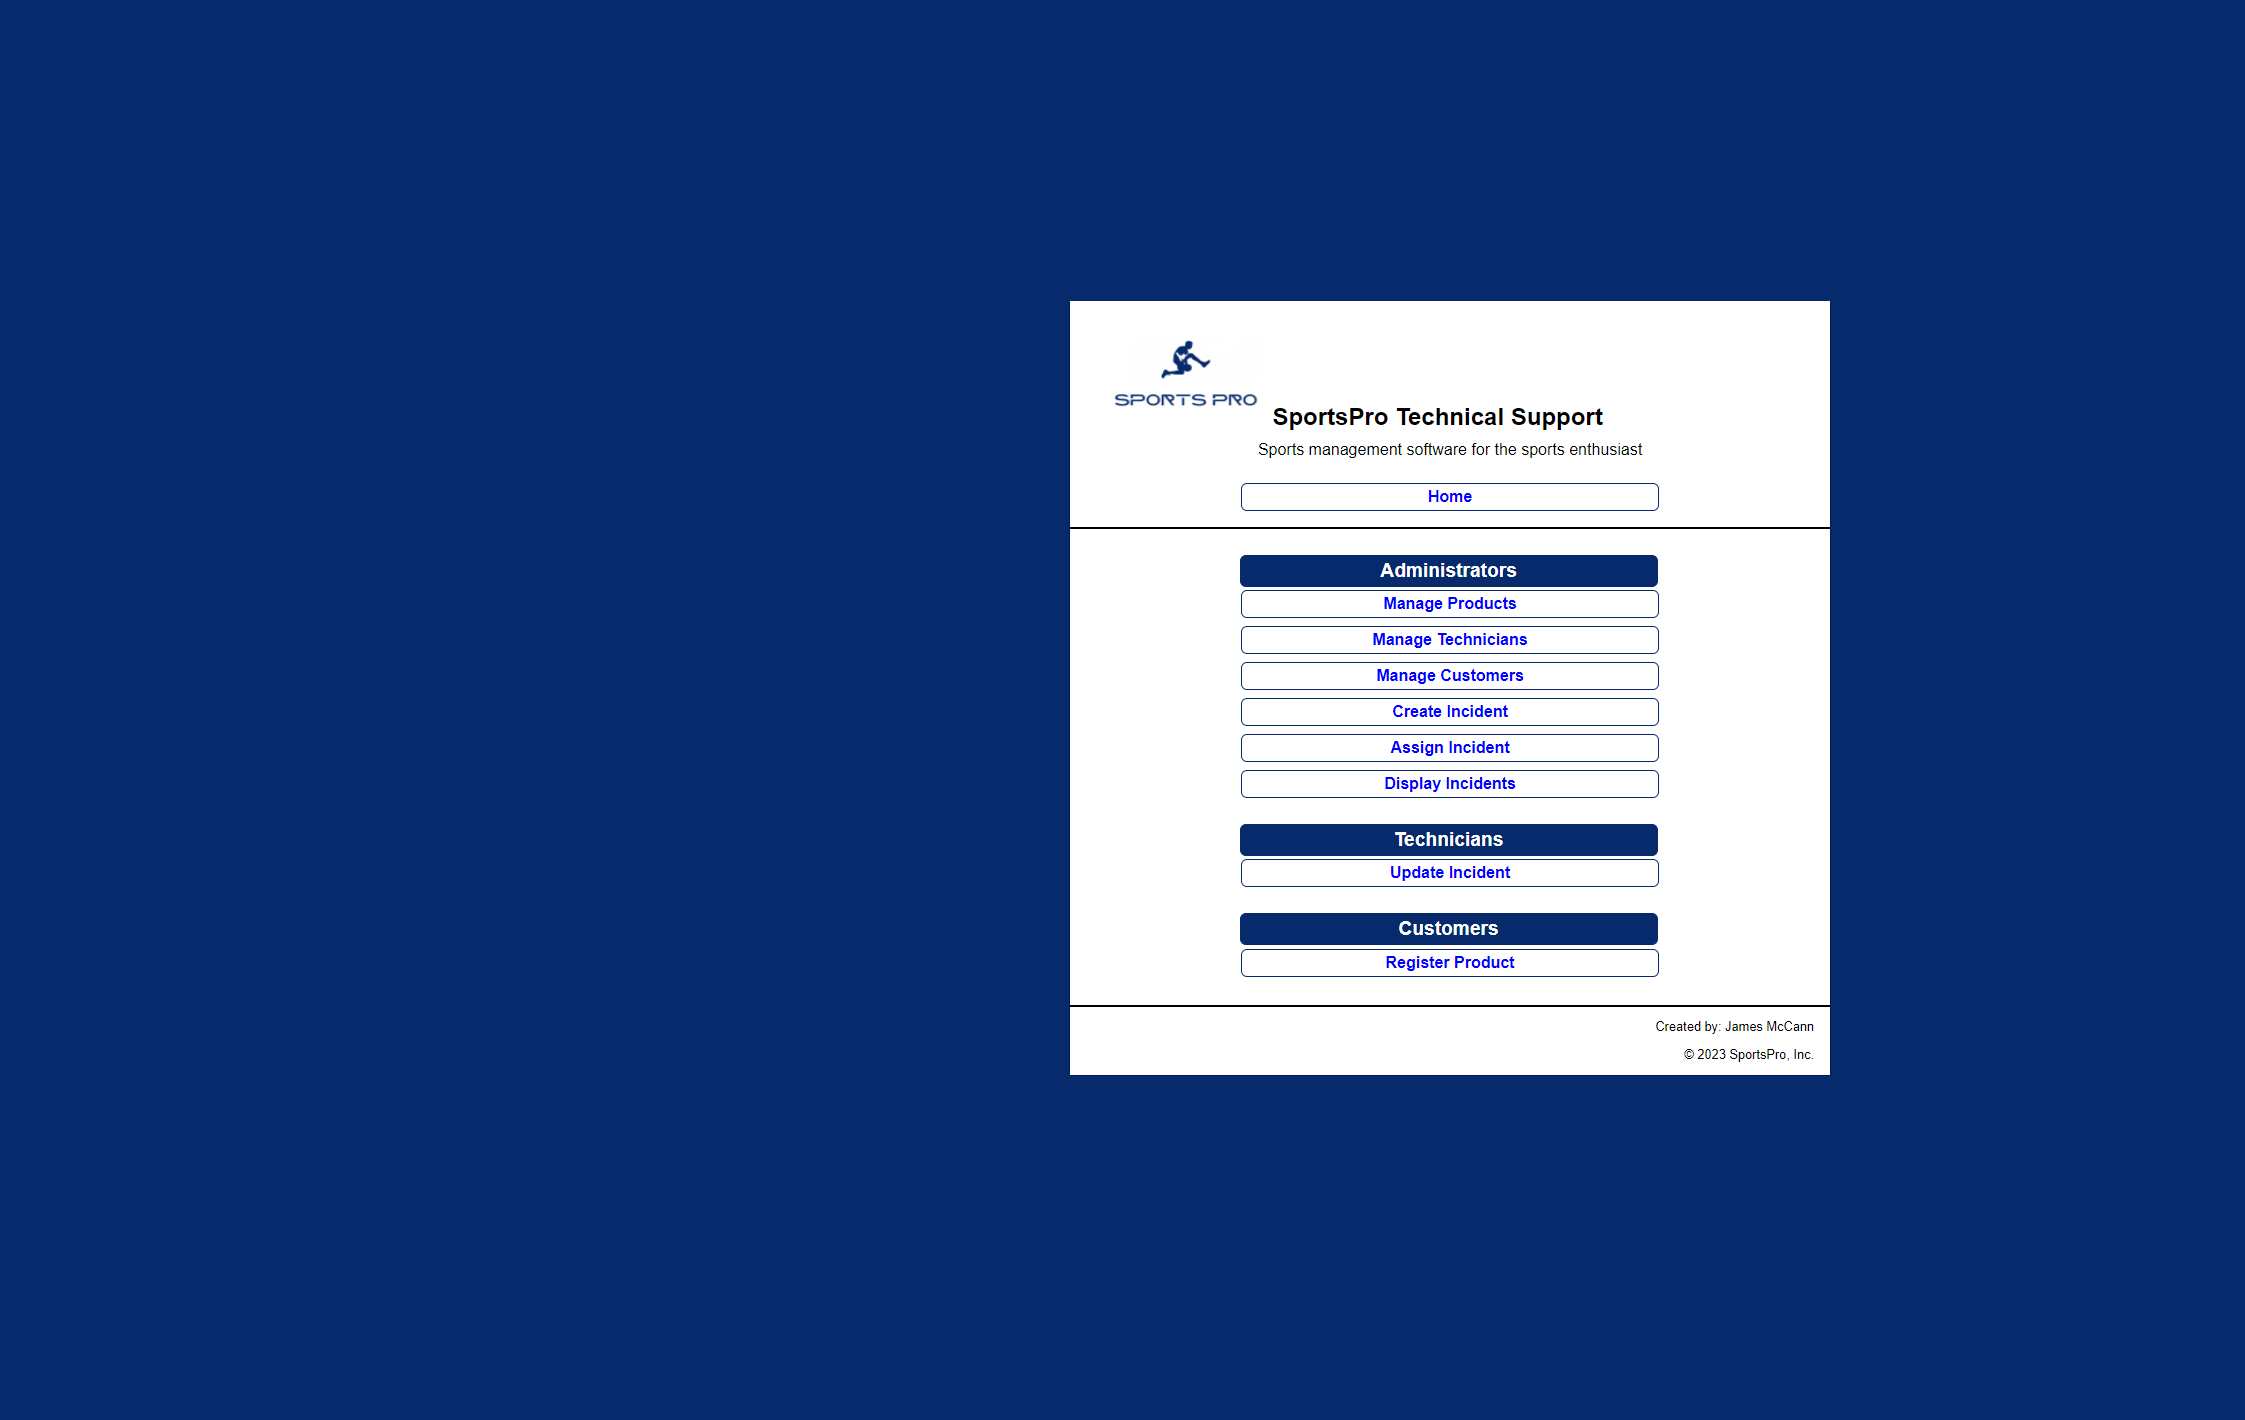 SPORTS PRO
SportsPro Technical Support
Sports management software for the sports enthusiast
Home
Administrators
Manage Products
Manage Technicians
Manage Customers
Create Incident
Assign Incident
Display Incidents
Technicians
Update Incident
Customers
Register Product
Created by: James McCann
© 2023 SportsPro, Inc.